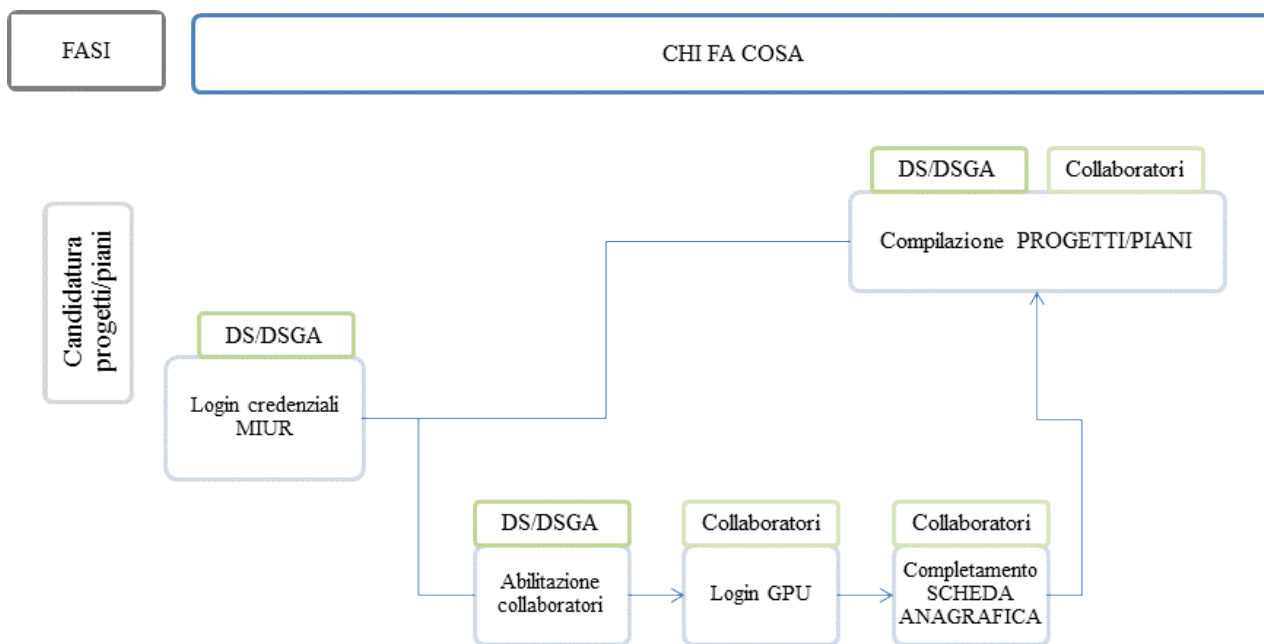 FASI
CHI FA COSA
Candidatura
progetti/piani
DS/DSGA
Collaboratori
Compilazione PROGETTI/PIANI
DS/DSGA
Login credenziali
MIUR
DS/DSGA
Collaboratori
Collaboratori
Abilitazione
collaboratori
Login GPU
Completamento
SCHEDA
ANAGRAFICA